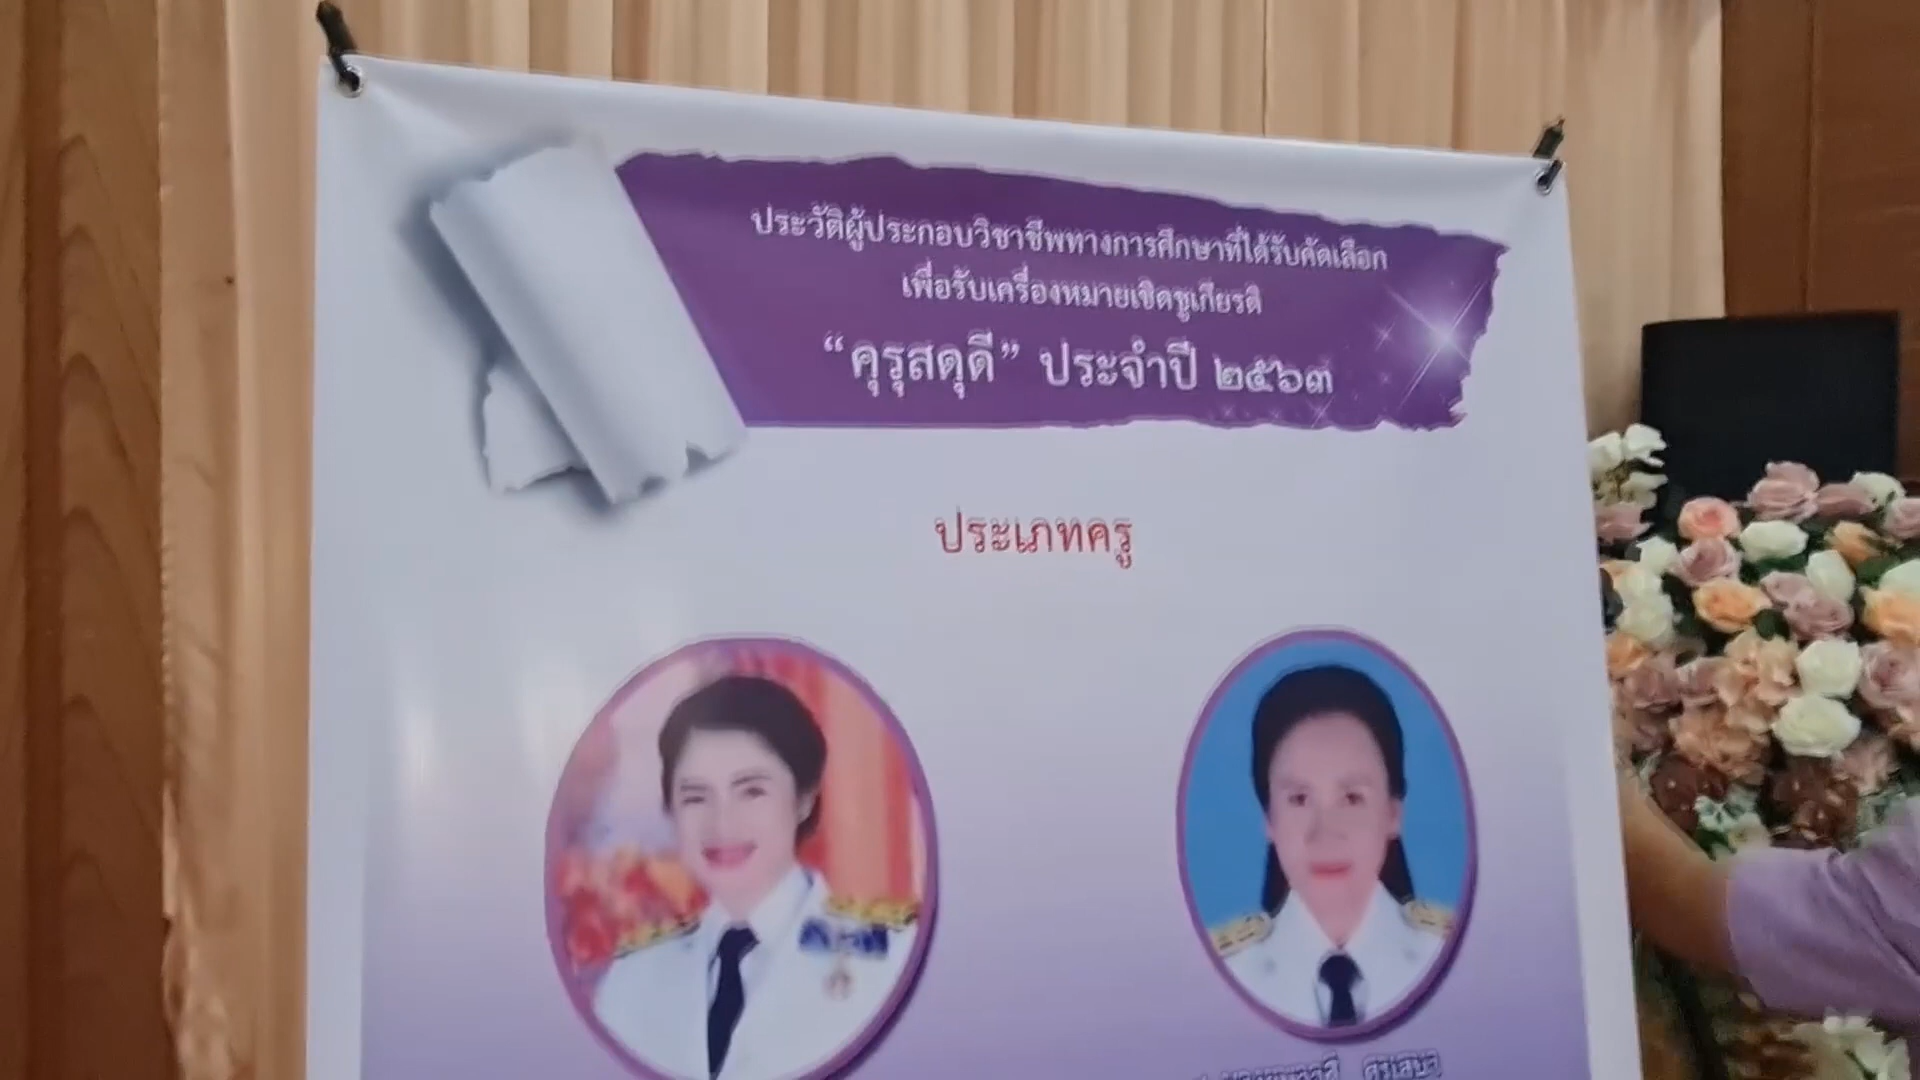 ประวัติผู้ประกอบวิชาชีพทางการศึกษาที่ได้รับคัดเลือก
เพื่อรับเครื่องหมายเชิดชูเกียรติ
“คุรุสดุดี” ประจำปี ๒๕๖๓
ประเภทครู